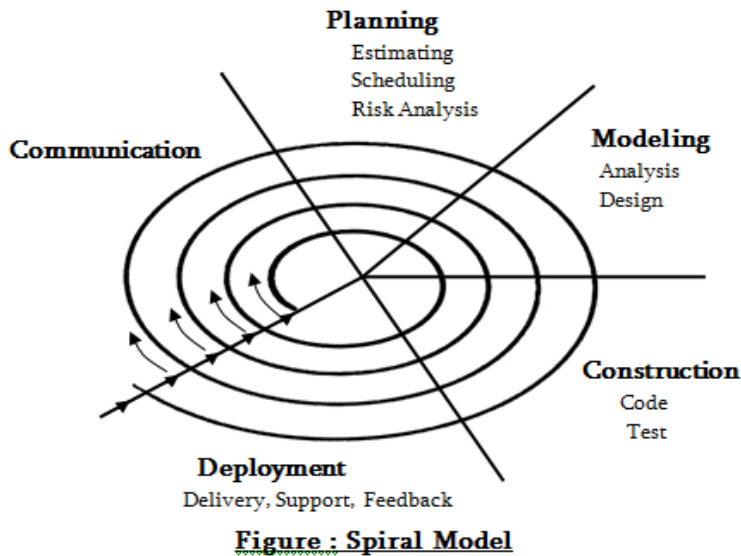 Planning
Estimating
Scheduling
Risk Analysis
Communication
Modeling
Analysis
Design
Construction
Code
Test
Deployment
Delivery, Support, Feedback
Figure : Spiral Model